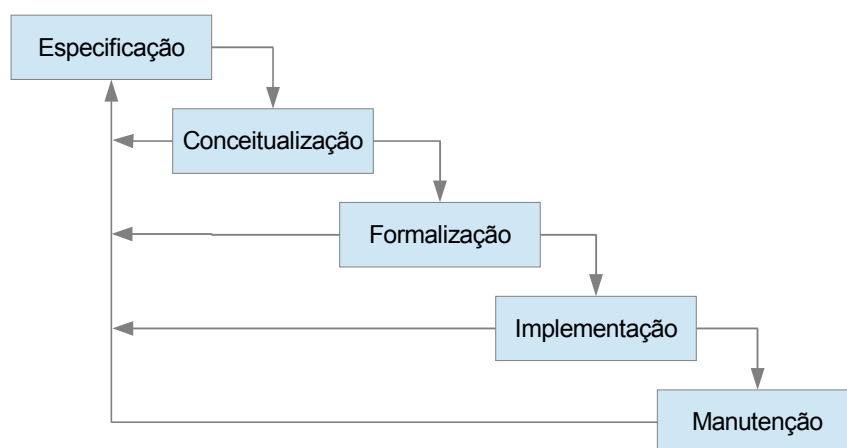 Especificação
Conceitualização
Formalização
Implementação
Manutenção